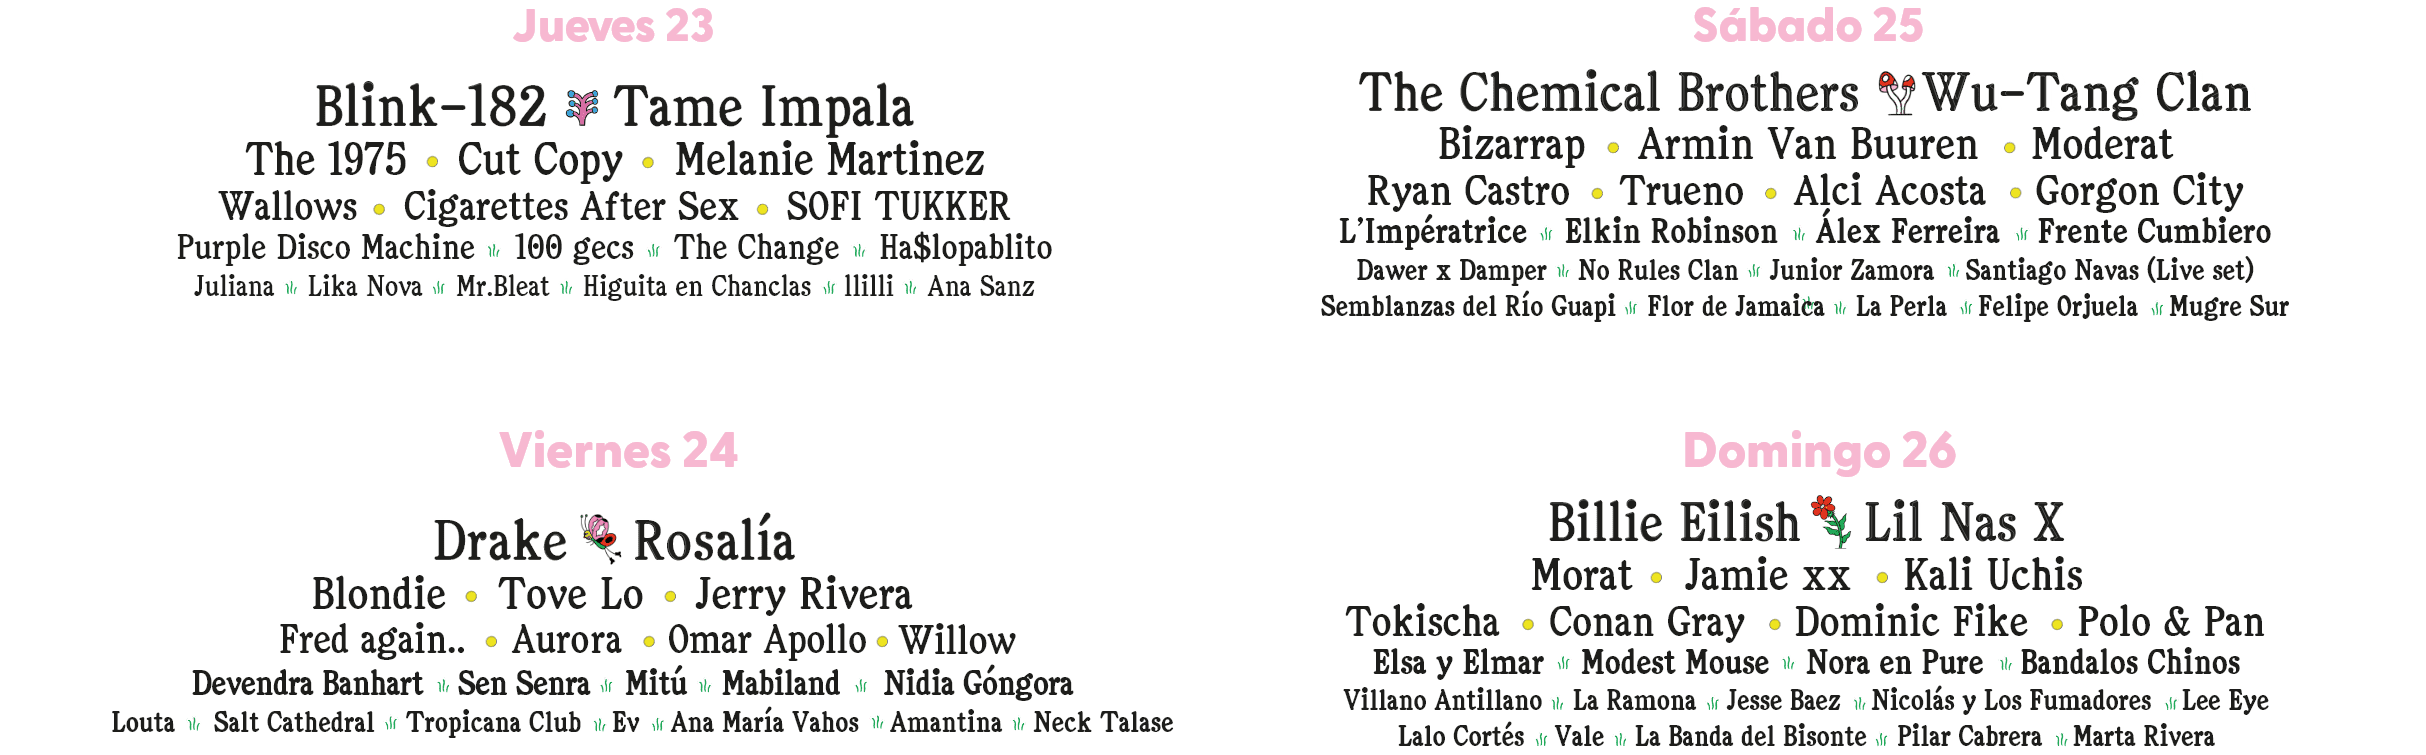 Jueves 23
Blink-182 Tame Impala
The 1975 • Cut Copy • Melanie Martinez
Wallows • Cigarettes After Sex • SOFI TUKKER
Purple Disco Machine 100 gecs The Change Ha$lopablito
Juliana Lika Nova Mr.Bleat Higuita en Chanclas llilli Ana Sanz
Viernes 24
Drake Rosalía
Blondie • Tove Lo • Jerry Rivera
Fred again.. • Aurora • Omar Apollo • Willow
Devendra Banhart Sen Senra Mitú Mabiland Nidia Góngora
Louta Salt Cathedral Tropicana Club Ev Ana María Vahos Amantina Neck Talase
Sábado 25
The Chemical Brothers Wu-Tang Clan
Bizarrap • Armin Van Buuren • Moderat
Ryan Castro • Trueno • Alci Acosta • Gorgon City
L'Impératrice Elkin Robinson Álex Ferreira Frente Cumbiero
Dawer x Damper No Rules Clan Junior Zamora Santiago Navas (Live set)
Semblanzas del Río Guapi Flor de Jamaica La Perla Felipe Orjuela Mugre Sur
Domingo 26
Billie Eilish Lil Nas X
Morat • Jamie xx • Kali Uchis
Tokischa • Conan Gray • Dominic Fike • Polo & Pan
Elsa y Elmar Modest Mouse Nora en Pure Bandalos Chinos
Villano Antillano La Ramona Jesse Baez Nicolás y Los Fumadores Lee Eye
Lalo Cortés Vale La Banda del Bisonte Pilar Cabrera Marta Rivera